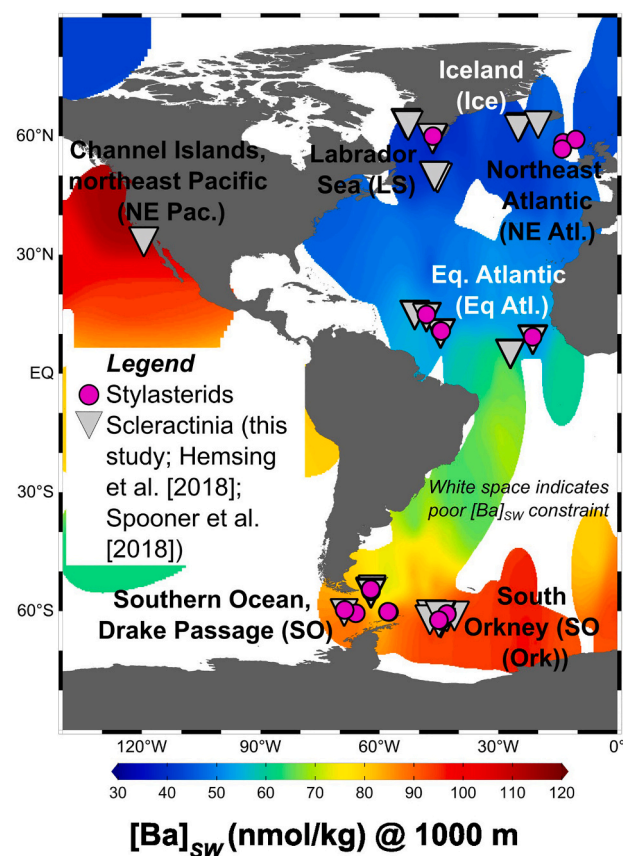 Iceland
(Ice)
60°N
Channel Islands,
northeast Pacific
(NE Pac.)
Labrador
Sea (LS)
Northeast
Atlantic
(NE Atl.)
30°N
Eq. Atlantic
(Eq Atl.)
EQ
Legend
Stylasterids
Scleractinia (this
study; Hemsing
et al. [2018];
Spooner et al.
[2018])
30°S
White space indicates
poor [Ba]SW constraint
60°S
Southern Ocean,
Drake Passage (SO)
South
Orkney (SO
(Ork))
120°W 90°W 60°W 30°W 0°
30 40 50 60 70 80 90 100 110 120
[Ba]SW (nmol/kg) @ 1000 m